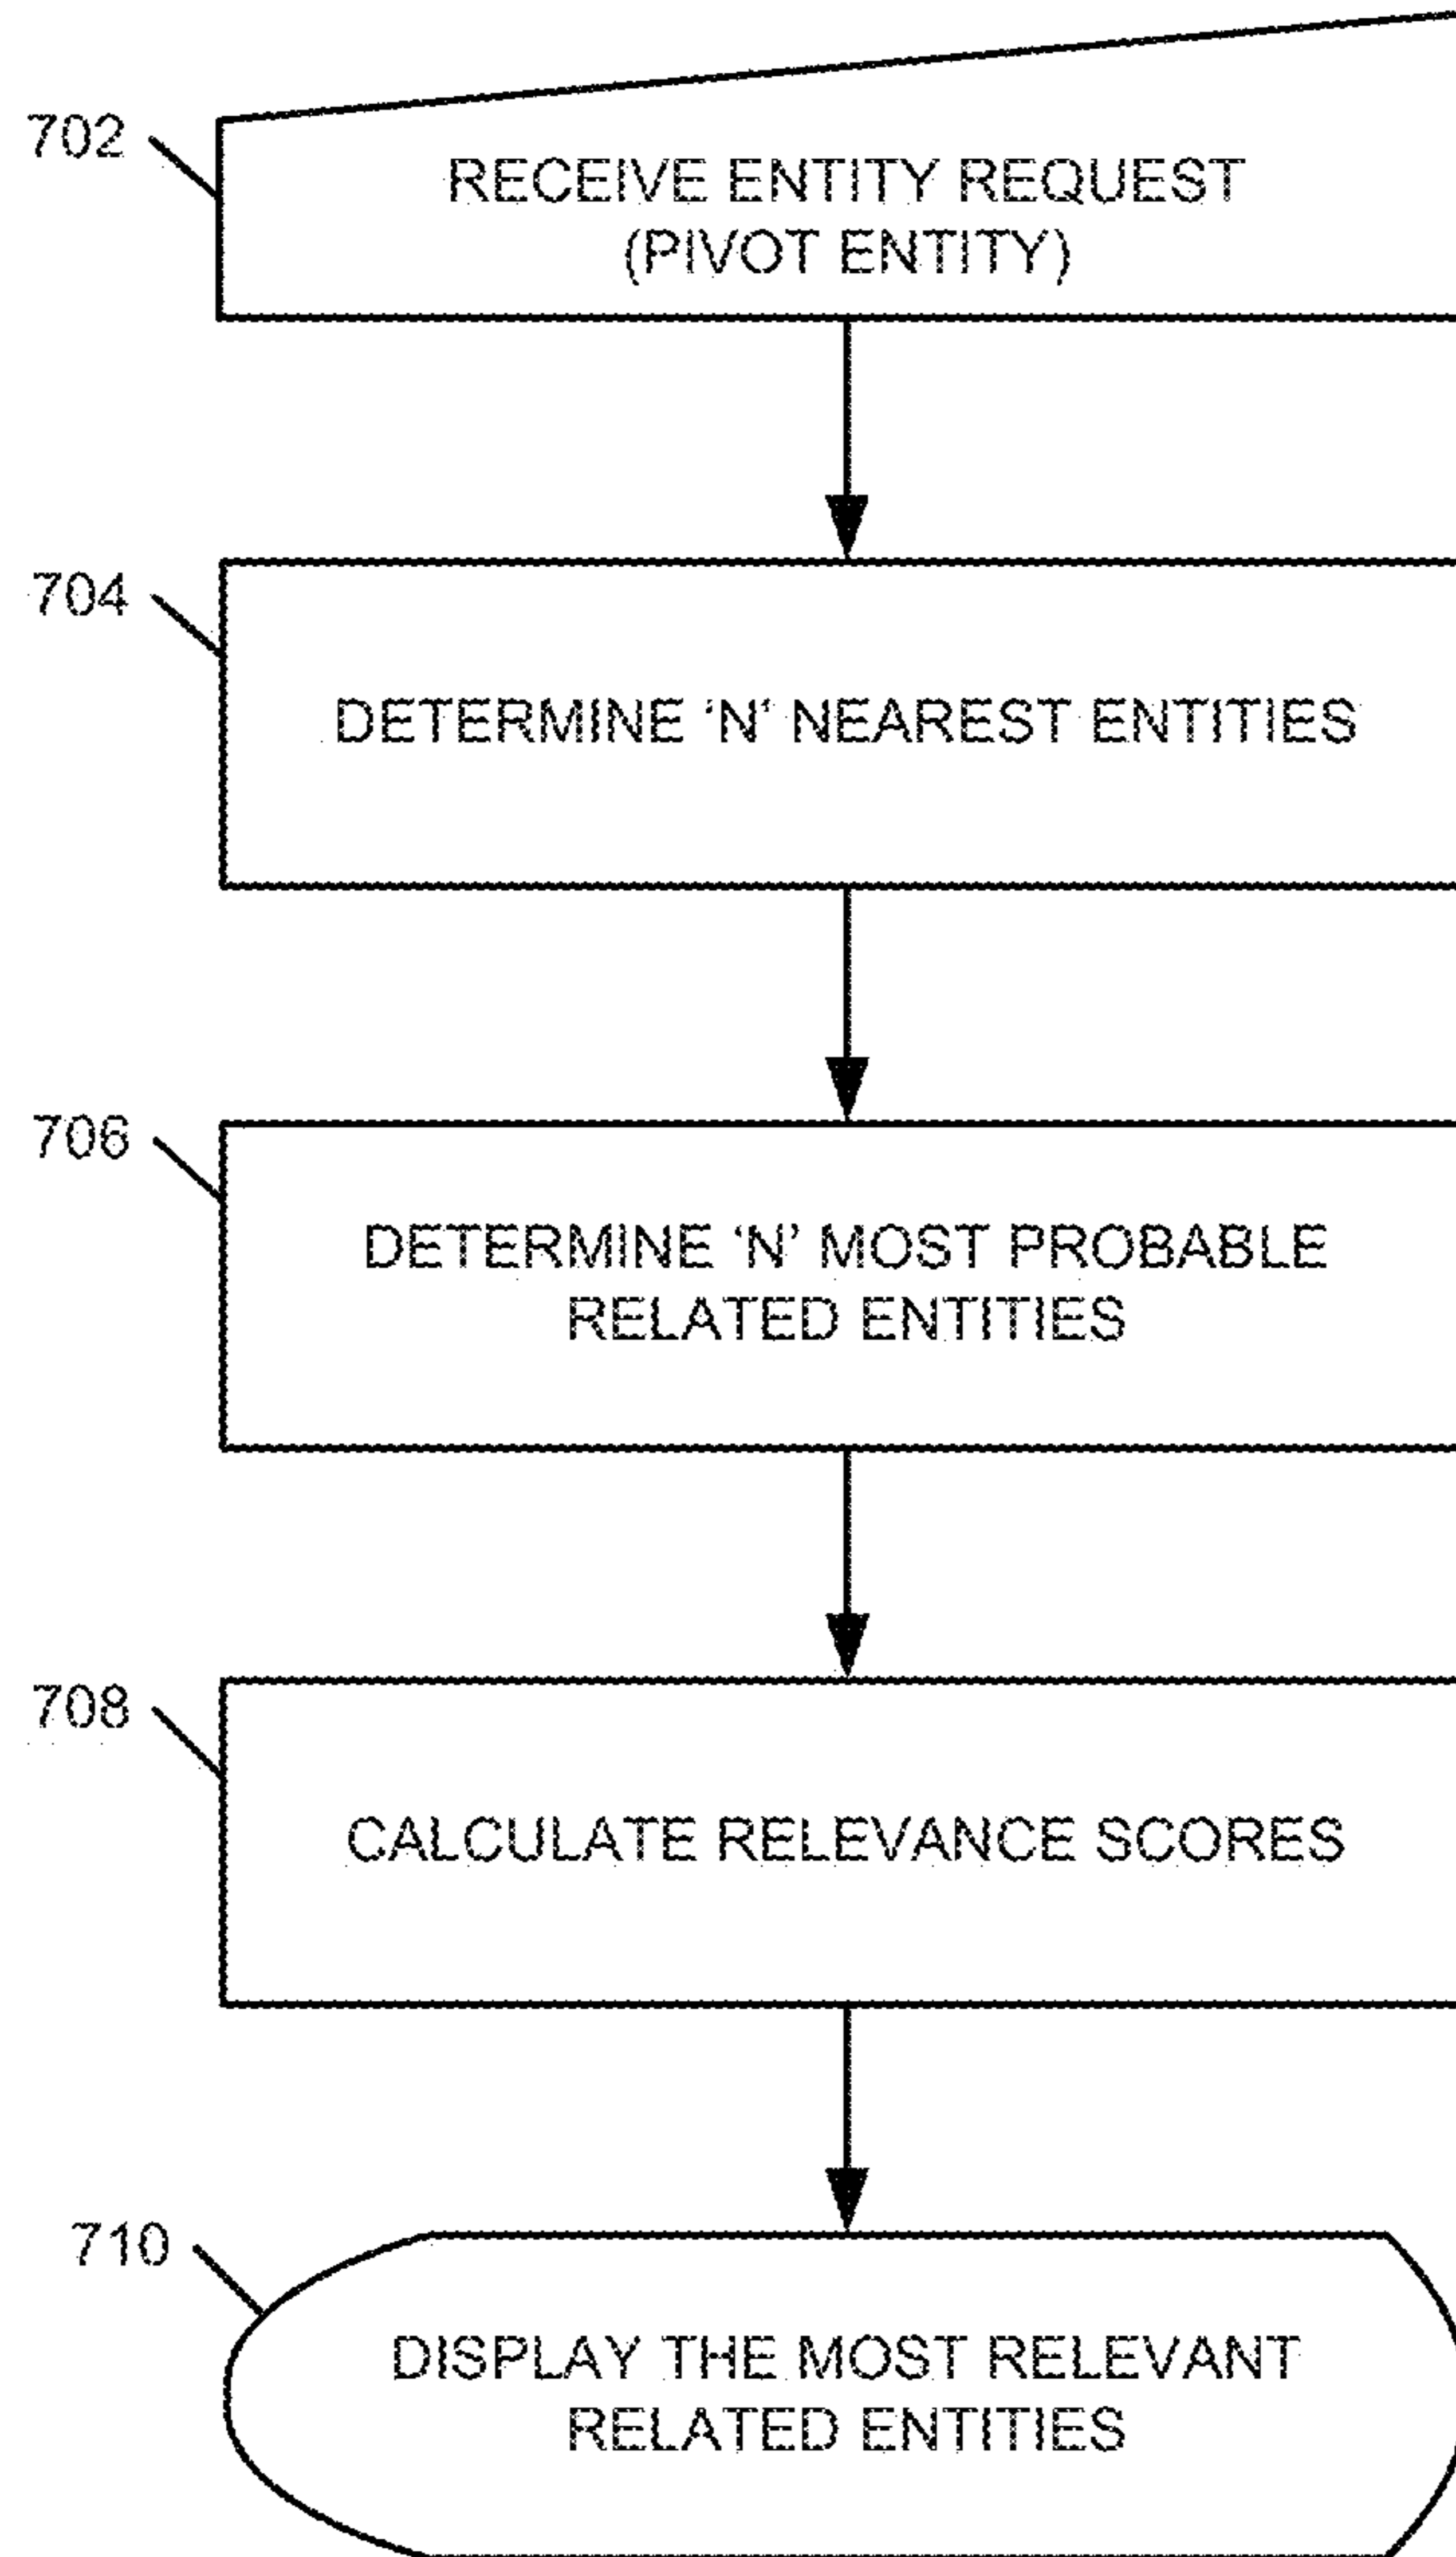 702
RECEIVE ENTITY REQUEST
(PIVOT ENTITY)
704
DETERMINE ‘N’ NEAREST ENTITIES
706
DETERMINE ‘N’ MOST PROBABLE
RELATED ENTITIES
708
CALCULATE RELEVANCE SCORES
710
DISPLAY THE MOST RELEVANT
RELATED ENTITIES